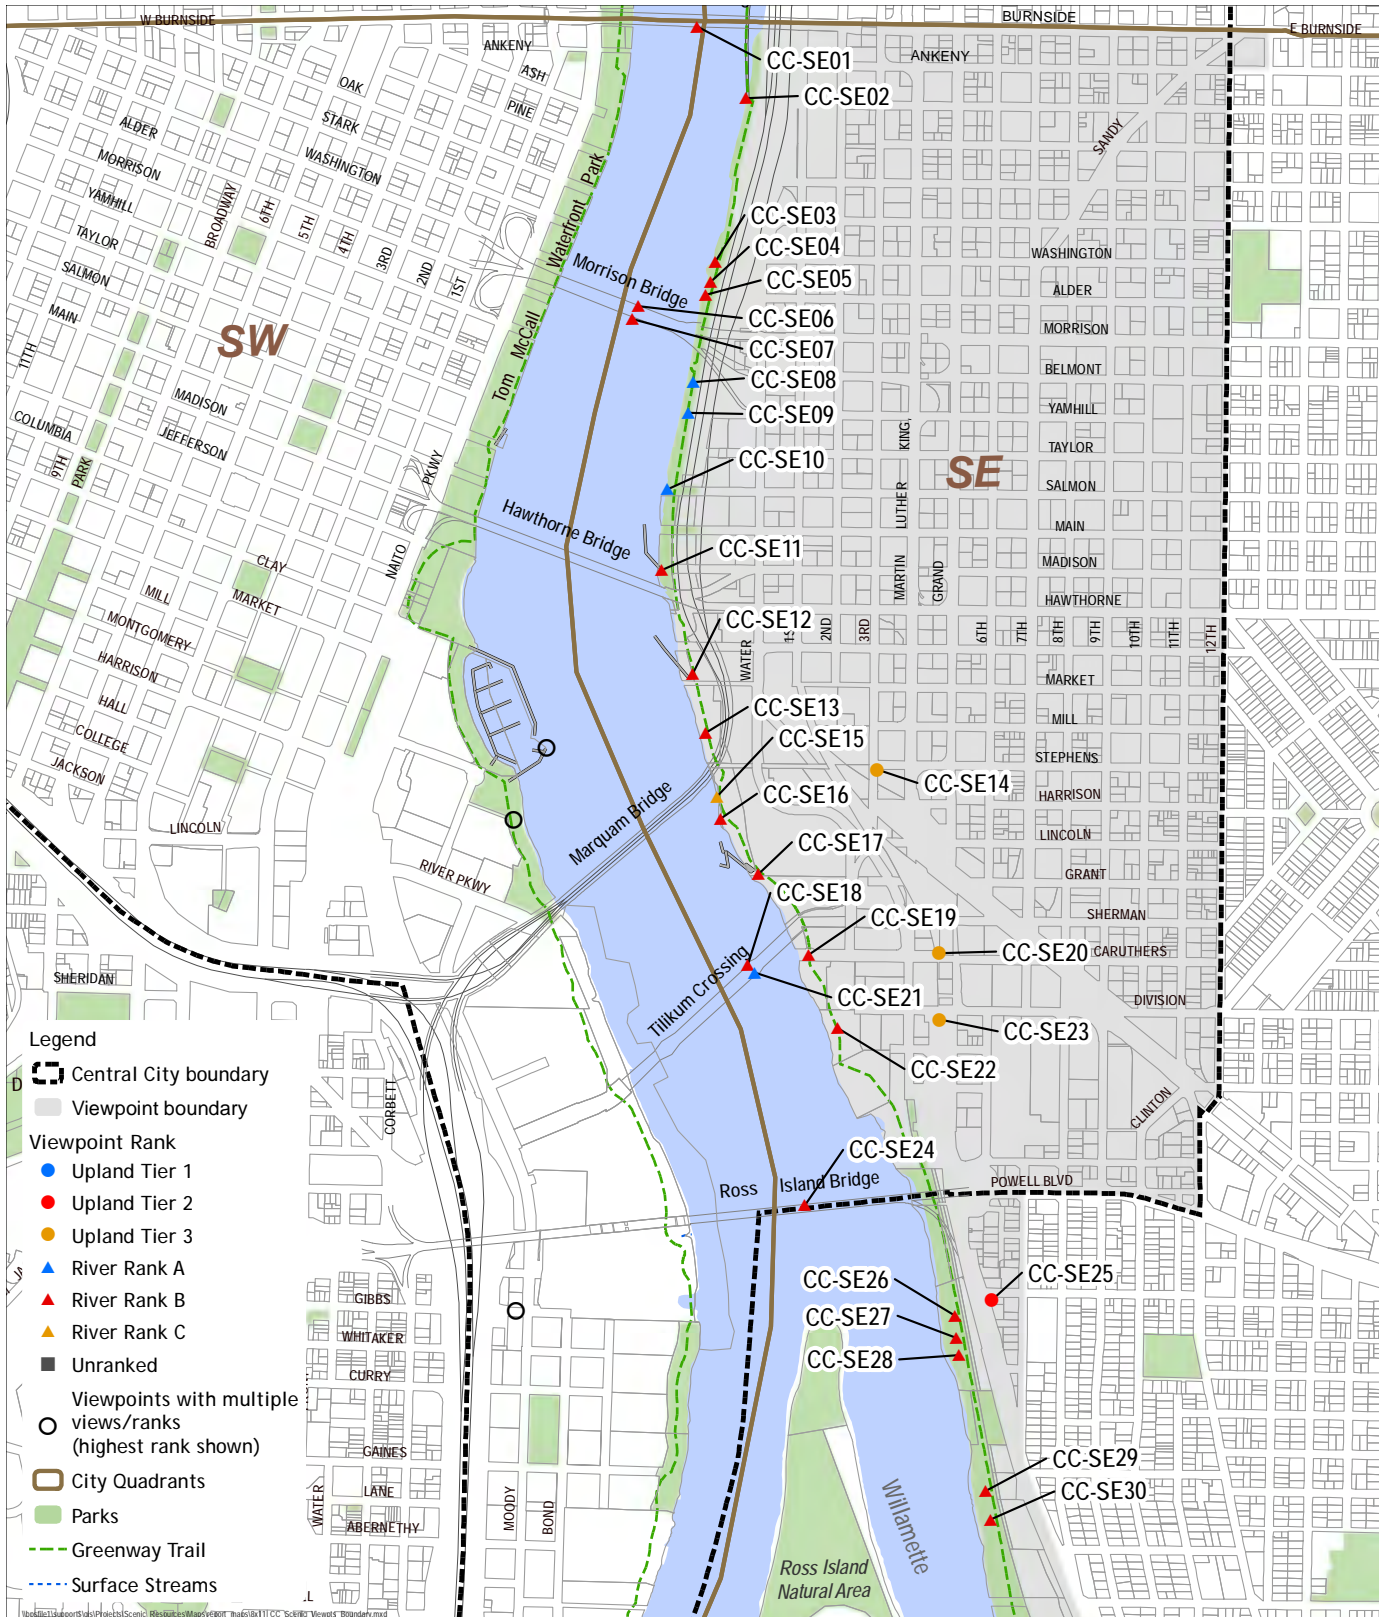 W BURNSIDE
BURNSIDE
E BURNSIDE
ANKENY
ANKENY
ASH
OAK
PINE
STARK
ALDER
WASHINGTON
MORRISON
YAMHILL
TAYLOR
SALMON
MAIN
11TH
BROADWAY
6TH
5TH
4TH
3RD
2ND
1ST
SW
Tom McCall Waterfront Park
MADISON
JEFFERSON
COLUMBIA
9TH
PARK
PKWY
NAITO
CLAY
MARKET
MILL
MONTGOMERY
HARRISON
HALL
COLLEGE
JACKSON
LINCOLN
RIVER PKWY
SHERIDAN
Morrison Bridge
Hawthorne Bridge
Marquam Bridge
Tilikum Crossing
Ross Island Bridge
CC-SE01
CC-SE02
CC-SE03
CC-SE04
CC-SE05
CC-SE06
CC-SE07
CC-SE08
CC-SE09
CC-SE10
CC-SE11
CC-SE12
CC-SE13
CC-SE15
CC-SE14
CC-SE16
CC-SE17
CC-SE18
CC-SE19
CC-SE20
CC-SE21
CC-SE23
CC-SE22
CC-SE24
CC-SE25
CC-SE26
CC-SE27
CC-SE28
CC-SE29
CC-SE30
SANDY
WASHINGTON
ALDER
MORRISON
BELMONT
YAMHILL
TAYLOR
SE
SALMON
MAIN
MADISON
HAWTHORNE
MARTIN LUTHER KING,
GRAND
WATER
2ND
3RD
6TH
7TH
8TH
9TH
10TH
11TH
12TH
MARKET
MILL
STEPHENS
HARRISON
LINCOLN
GRANT
SHERMAN
CARUTHERS
DIVISION
CLINTON
POWELL BLVD
CORBETT
GIBBS
WHITAKER
CURRY
GAINES
LANE
ABERNETHY
WATER
MOODY
BOND
Willamette
Ross Island
Natural Area
Legend
Central City boundary
Viewpoint boundary
Viewpoint Rank
Upland Tier 1
Upland Tier 2
Upland Tier 3
River Rank A
River Rank B
River Rank C
Unranked
Viewpoints with multiple
views/ranks
(highest rank shown)
City Quadrants
Parks
Greenway Trail
Surface Streams